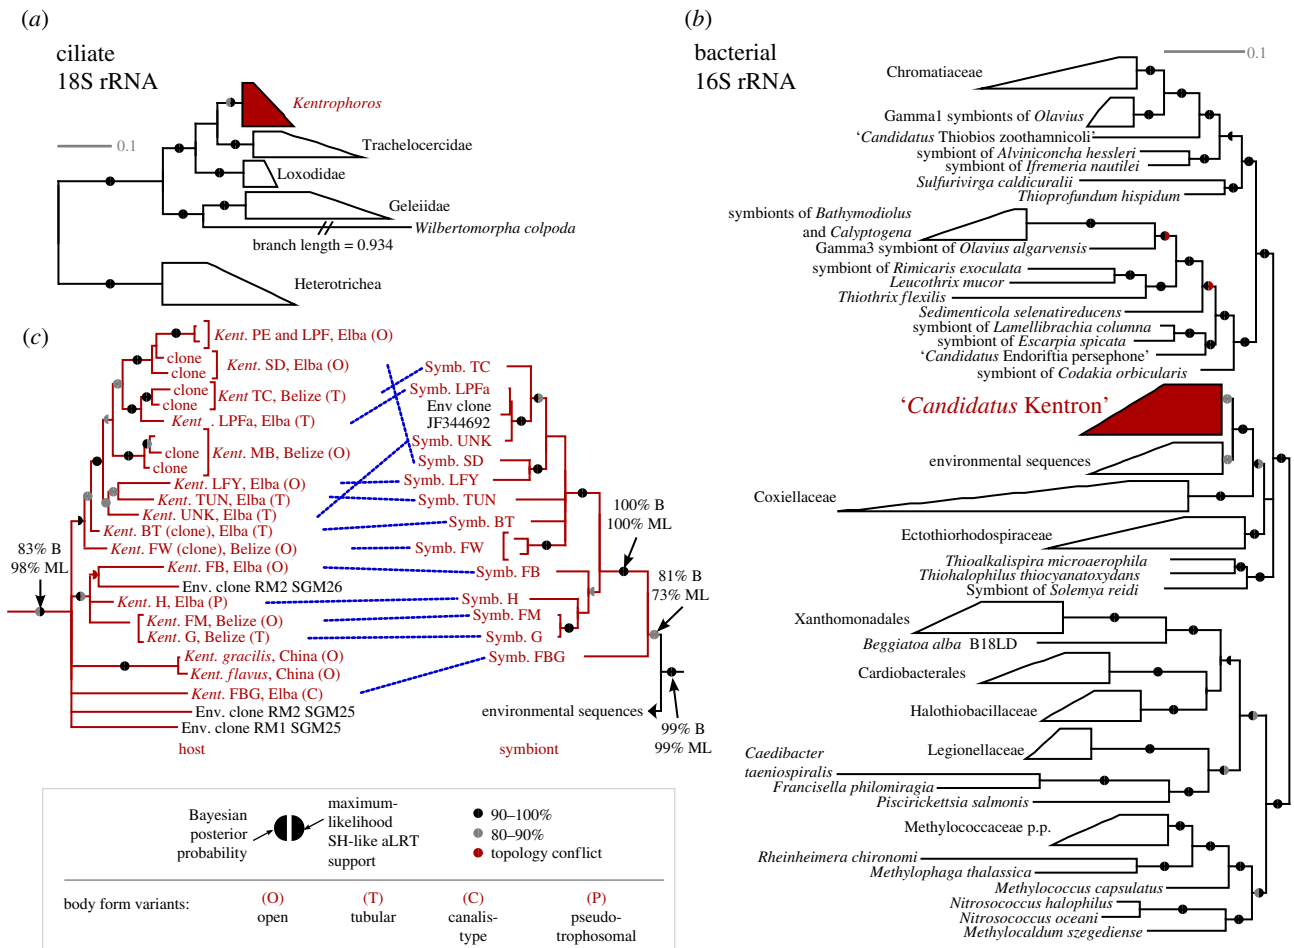 (a)
ciliate
18S rRNA
Kentrophoros
0.1
Trachelocercidae
Loxodidae
Geleiidae
Wilbertomorpha colpoda
branch length = 0.934
Heterotrichea
(b)
bacterial
16S rRNA
0.1
Chromatiaceae
Gamma1 symbionts of Olavius
‘Candidatus Thiobios zoothamnicoli’
symbiont of Alviniconcha hessleri
symbiont of Ifremeria nautilei
Sulfurivirga caldicuralii
Thioprofundum hispidum
symbionts of Bathymodiolus
and Calyptogena
Gamma3 symbiont of Olavius algarvensis
symbiont of Rimicaris exoculata
Leucothrix mucor
Thiothrix flexilis
Sedimenticola selenatireducens
symbiont of Lamellibrachia columna
symbiont of Escarpia spicata
‘Candidatus Endoriftia persephone’
symbiont of Codakia orbicularis
‘Candidatus Kentron’
environmental sequences
Coxiellaceae
Ectothiorhodospiraceae
Thioalkalispira microaerophila
Thiohalophilus thiocyanatoxydans
Symbiont of Solemya reidi
Xanthomonadales
Beggiatoa alba B18LD
Cardiobacterales
Halothiobacillaceae
Legionellaceae
Caedibacter
taeniospiralis
Francisella philomiragia
Piscirickettsia salmonis
Methylococcaceae p.p.
Rheinheimera chironomi
Methylophaga thalassica
Methylococcus capsulatus
Nitrosococcus halophilus
Nitrosococcus oceani
Methylocaldum szegediense
(c)
Kent. PE and LPF, Elba (O)
clone
clone
Kent. SD, Elba (O)
clone
clone
Kent TC, Belize (T)
Kent . LPFa, Elba (T)
clone
clone
Kent. MB, Belize (O)
Kent. LFY, Elba (O)
Kent. TUN, Elba (T)
Kent. UNK, Elba (T)
Kent. BT (clone), Elba (T)
Kent. FW (clone), Belize (O)
Kent. FB, Elba (O)
Env. clone RM2 SGM26
Kent. H, Elba (P)
Kent. FM, Belize (O)
Kent. G, Belize (T)
Kent. gracilis, China (O)
Kent. flavus, China (O)
Kent. FBG, Elba (C)
Env. clone RM2 SGM25
Env. clone RM1 SGM25
host
83% B
98% ML
Symb. TC
Symb. LPFa
Env clone
JF344692
Symb. UNK
Symb. SD
Symb. LFY
Symb. TUN
Symb. BT
Symb. FW
Symb. FB
Symb. H
Symb. FM
Symb. G
Symb. FBG
environmental sequences
symbiont
100% B
100% ML
81% B
73% ML
99% B
99% ML
Bayesian
posterior
probability
maximum-
likelihood
SH-like aLRT
support
90–100%
80–90%
topology conflict
body form variants:
(O)
open
(T)
tubular
(C)
canalis-
type
(P)
pseudo-
trophosomal